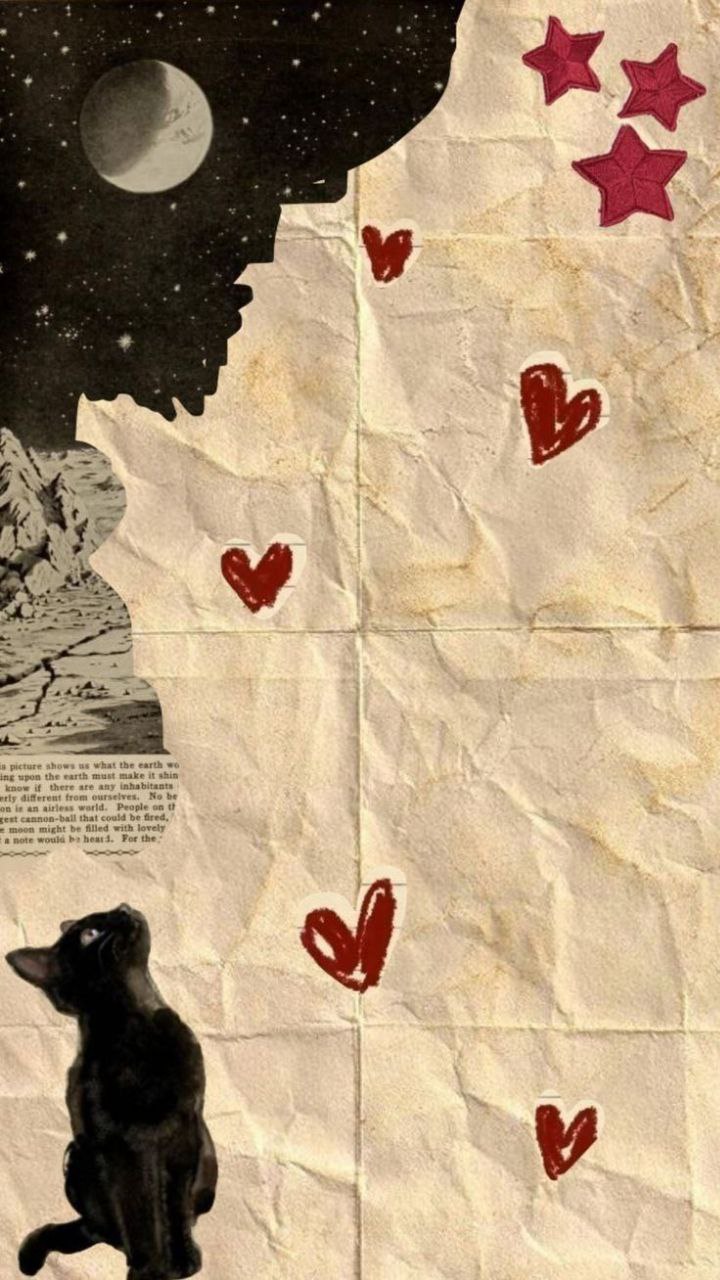 is picture shows us what the earth wo
ing upon the earth must make it shin
know if there are any inhabitants
erly different from ourselves. No be
on is an airless world. People on th
gest cannon-ball that could be fired,
e moon might be filled with lovely
a note would be heard. For the